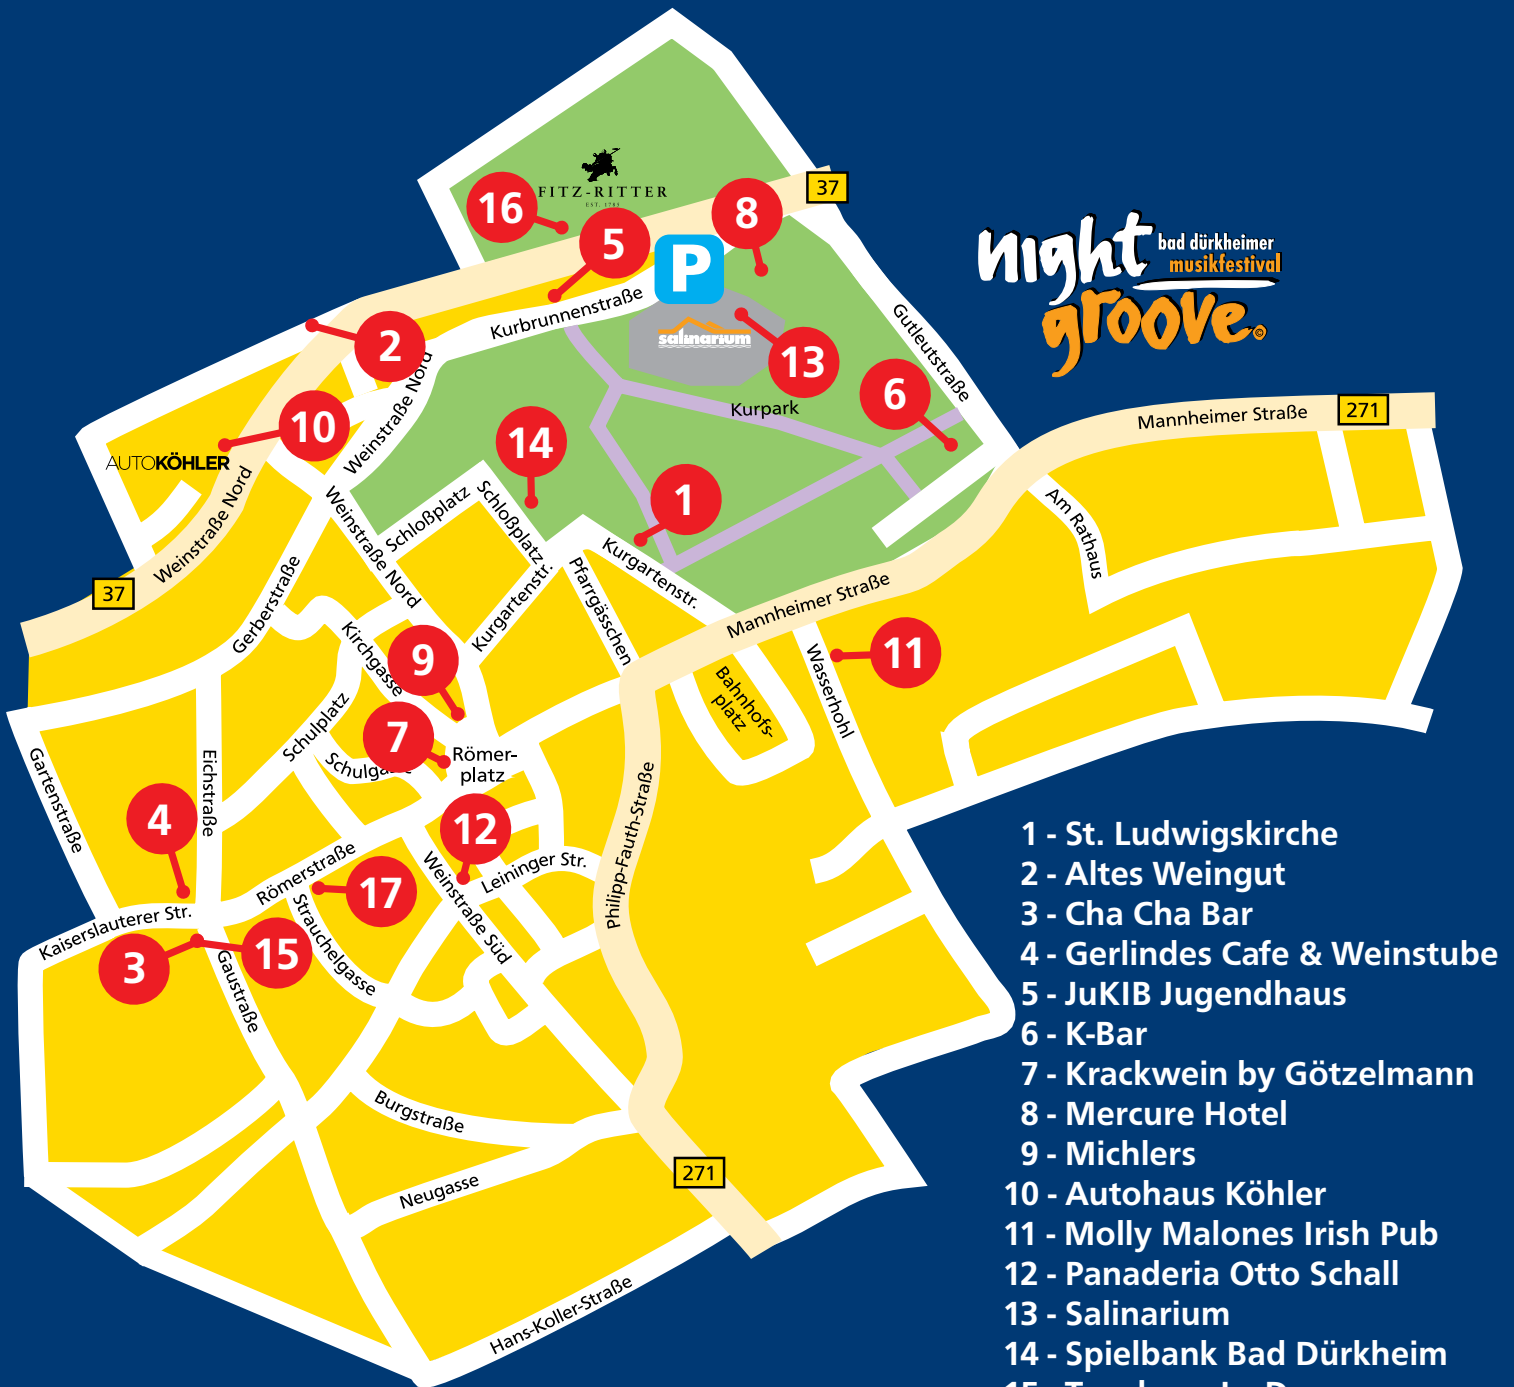 FITZ-RITTER
EST. 1785
16
5
8
37
P
night
bad dürkheimer
musikfestival
groove.
©
Kurbrunnenstraße
salinarium
Gutleutstraße
2
13
6
Kurpark
Weinstraße Nord
10
AUTOKÖHLER
14
1
Mannheimer Straße
271
Weinstraße Nord
Weinstraße Nord
Schloßplatz
Schloßplatz
37
Gerberstraße
Kurgartenstr.
Kurgartenstr.
Pfarrgässchen
Mannheimer Straße
Am Rathaus
Kirchgasse
9
11
Wasserhohl
Bahnhofs-
platz
Schulplatz
7
Römer-
platz
Gartenstraße
Eichstraße
4
12
Philipp-Fauth-Straße
Römerstraße
Leininger Str.
17
Weinstraße Süd
Kaiserslauterer Str.
3
15
Strauchelgasse
Gaustraße
Burgstraße
Neugasse
271
Hans-Koller-Straße
1 - St. Ludwigskirche
2 - Altes Weingut
3 - Cha Cha Bar
4 - Gerlindes Cafe & Weinstube
5 - JuKIB Jugendhaus
6 - K-Bar
7 - Krackwein by Götzelmann
8 - Mercure Hotel
9 - Michlers
10 - Autohaus Köhler
11 - Molly Malones Irish Pub
12 - Panaderia Otto Schall
13 - Salinarium
14 - Spielbank Bad Dürkheim